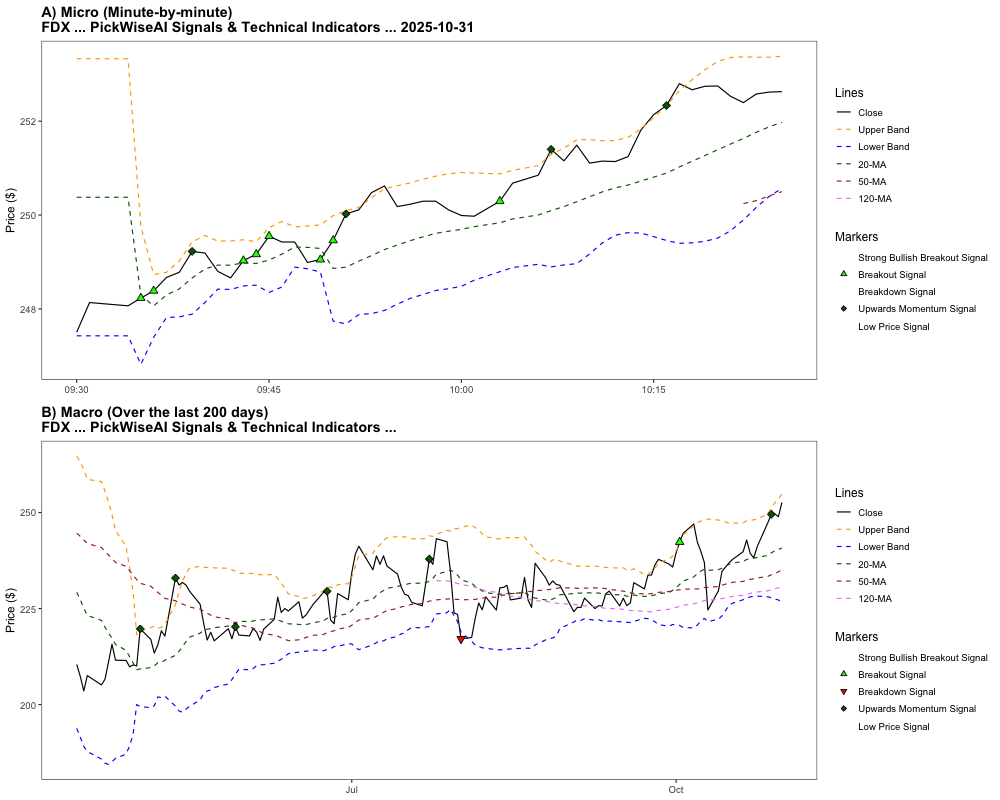 A) Micro (Minute-by-minute)
FDX ... PickWiseAI Signals & Technical Indicators ... 2025-10-31
Price ($)
252
250
248
09:30
09:45
10:00
10:15
Lines
Close
Upper Band
Lower Band
20-MA
50-MA
120-MA
Markers
Strong Bullish Breakout Signal
Breakout Signal
Breakdown Signal
Upwards Momentum Signal
Low Price Signal
B) Macro (Over the last 200 days)
FDX ... PickWiseAI Signals & Technical Indicators ...
Price ($)
250
225
200
Jul
Oct
Lines
Close
Upper Band
Lower Band
20-MA
50-MA
120-MA
Markers
Strong Bullish Breakout Signal
Breakout Signal
Breakdown Signal
Upwards Momentum Signal
Low Price Signal